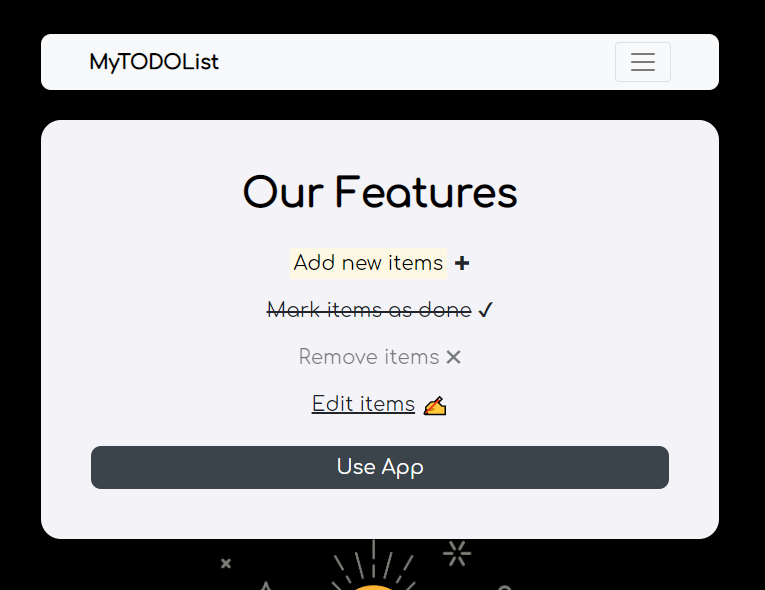 MyTODOList
Our Features
Add new items ➕
Mark items as done ✓
Remove items ✕
Edit items ✍
Use App